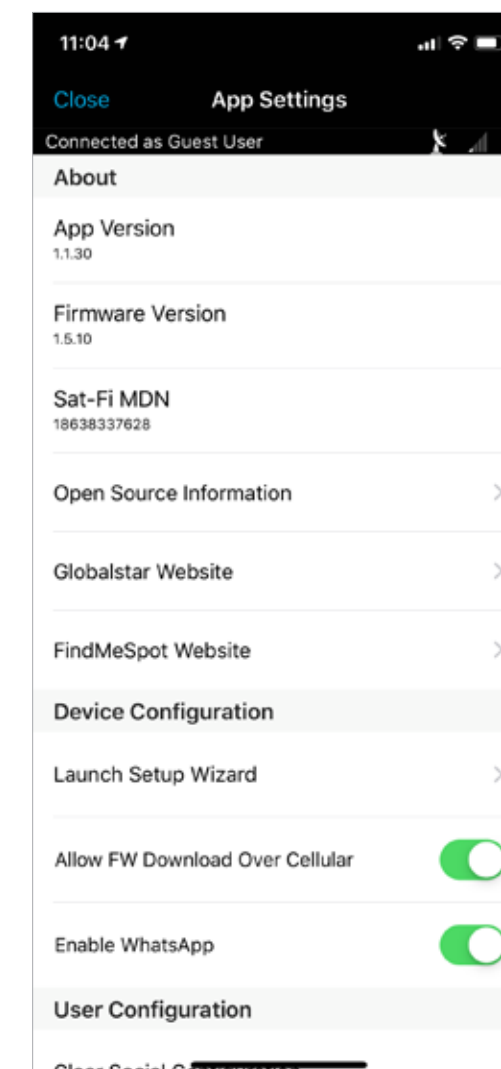 11:04
Close App Settings
Connected as Guest User
About
App Version
1.1.30
Firmware Version
1.5.10
Sat-Fi MDN
18638337628
Open Source Information
Globalstar Website
FindMeSpot Website
Device Configuration
Launch Setup Wizard
Allow FW Download Over Cellular
Enable WhatsApp
User Configuration
Clear Social